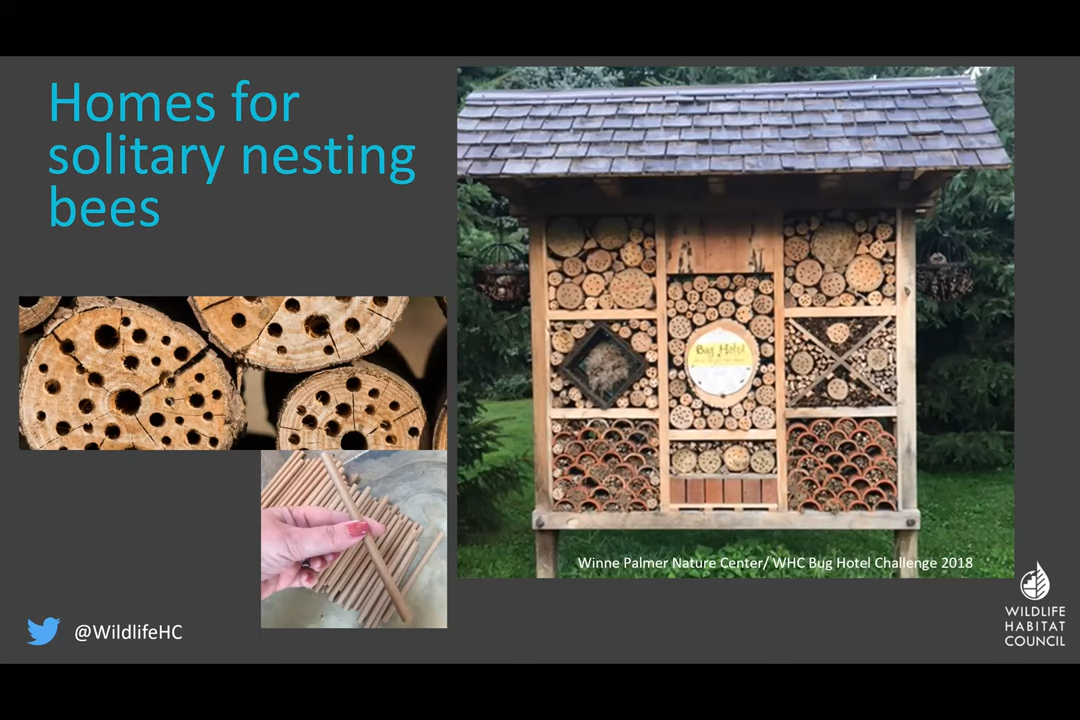 Homes for
solitary nesting
bees
Bug Hotel
Winne Palmer Nature Center/ WHC Bug Hotel Challenge 2018
@WildlifeHC
WILDLIFE
HABITAT
COUNCIL